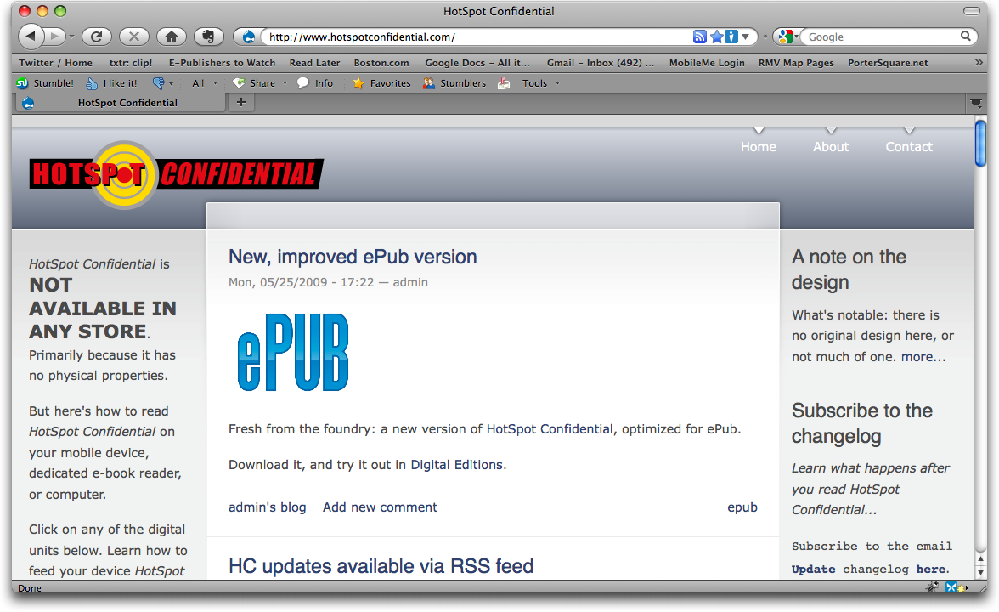 HotSpot Confidential
http://www.hotspotconfidential.com/
Google
Twitter / Home txtr: clip! E-Publishers to Watch Read Later Boston.com Google Docs - All it... Gmail - Inbox (492) ... MobileMe Login RMV Map Pages PorterSquare.net »
Stumble! I like it! All Share Info Favorites Stumblers Tools
HotSpot Confidential +
Home About Contact
HOTSPOT CONFIDENTIAL
HotSpot Confidential is
NOT
AVAILABLE IN
ANY STORE.
Primarily because it has
no physical properties.
But here's how to read
HotSpot Confidential on
your mobile device,
dedicated e-book reader,
or computer.
Click on any of the digital
units below. Learn how to
feed your device HotSpot
New, improved ePub version
Mon, 05/25/2009 - 17:22 — admin
ePUB
Fresh from the foundry: a new version of HotSpot Confidential, optimized for ePub.
Download it, and try it out in Digital Editions.
admin's blog Add new comment epub
HC updates available via RSS feed
A note on the
design
What's notable: there is
no original design here, or
not much of one. more...
Subscribe to the
changelog
Learn what happens after
you read HotSpot
Confidential...
Subscribe to the email
Update changelog here.
Done